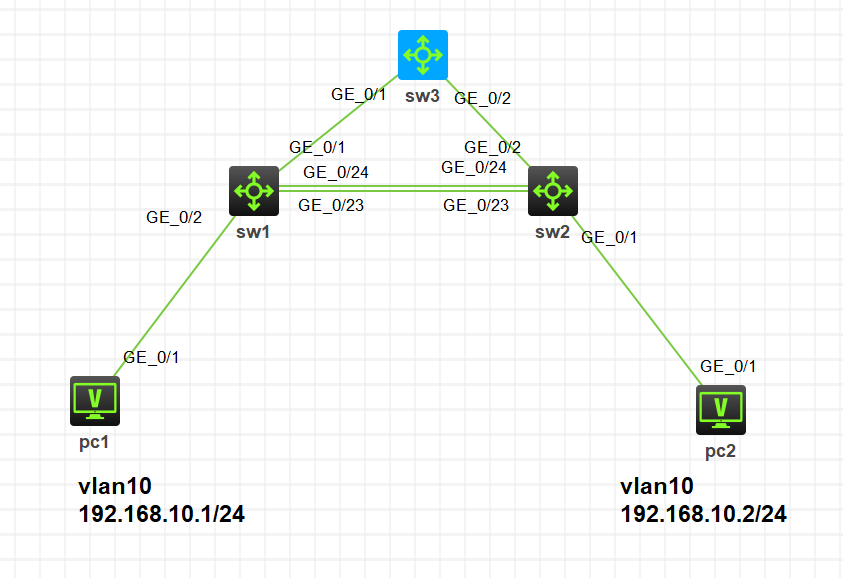 GE_0/1
sw3
GE_0/2
GE_0/1
GE_0/2
GE_0/24
GE_0/24
GE_0/23
GE_0/23
GE_0/2
sw1
sw2
GE_0/1
GE_0/1
GE_0/1
V
pc1
V
pc2
vlan10
192.168.10.1/24
vlan10
192.168.10.2/24